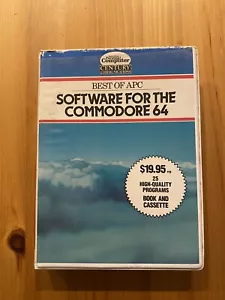 Computer
CENTURY
BEST OF APC
SOFTWARE FOR THE
COMMODORE 64
$19.95
25
HIGH-QUALITY
PROGRAMS
BOOK AND
CASSETTE